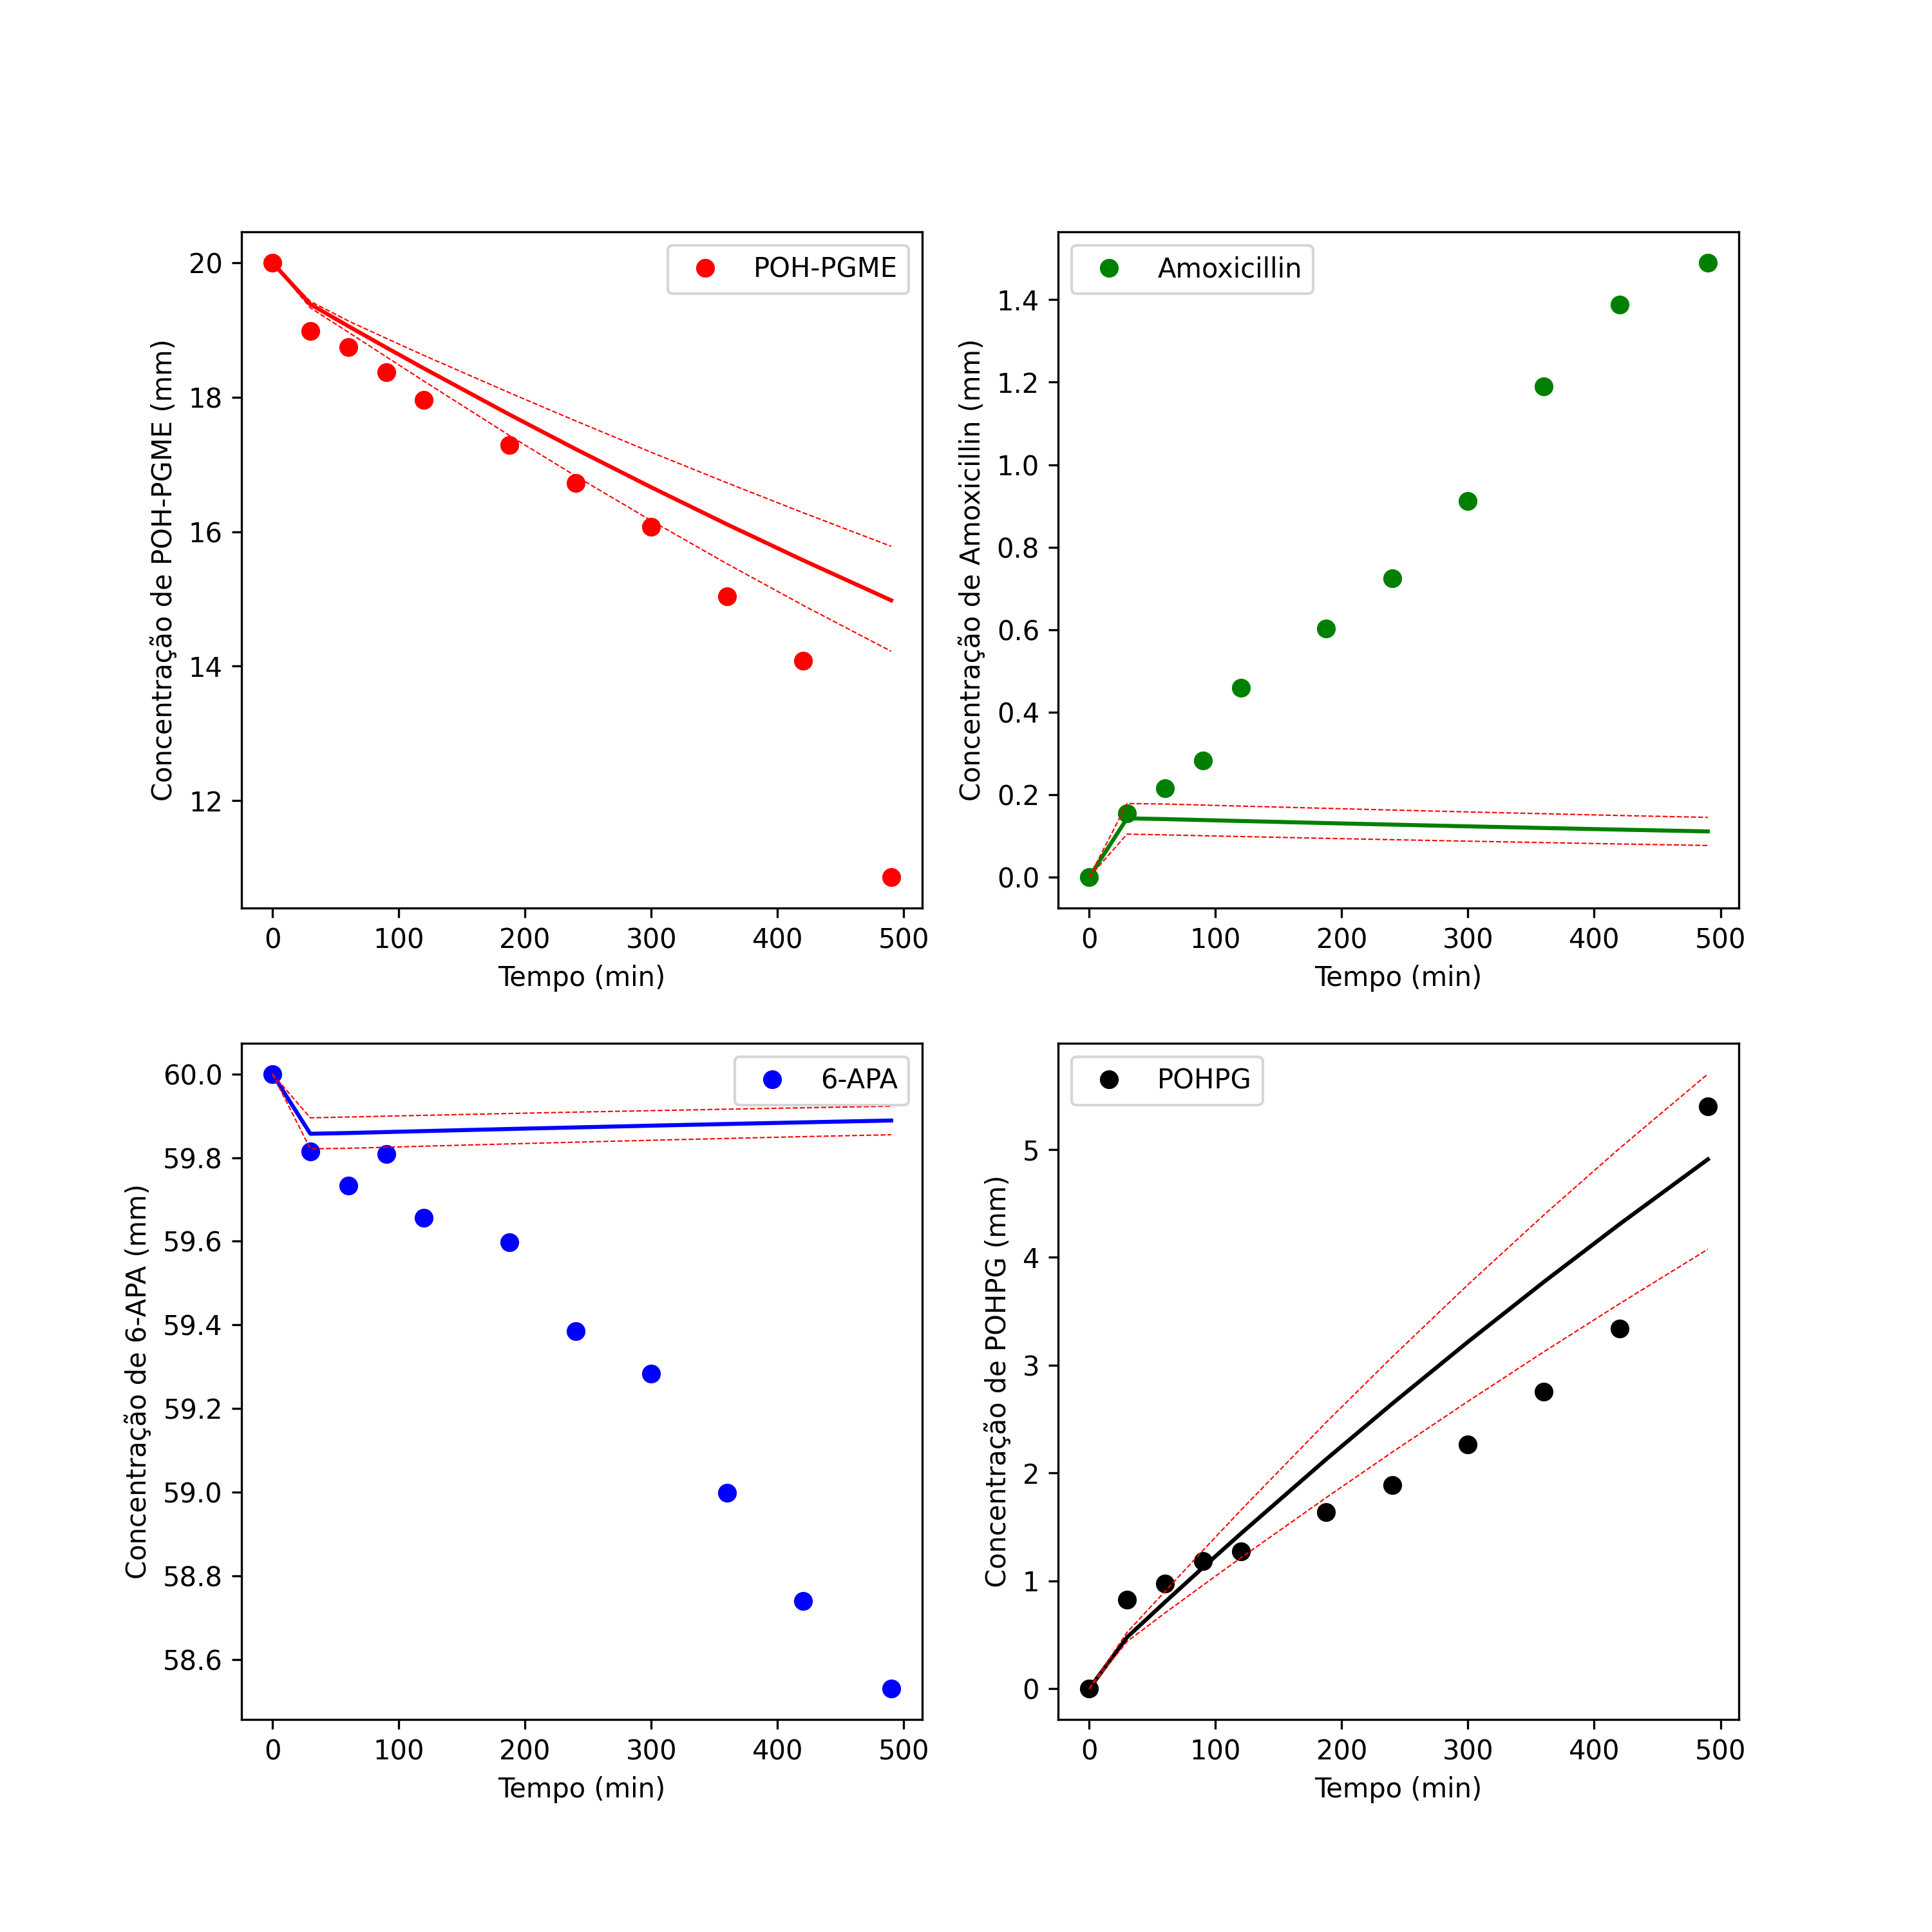 POH-PGME
Concentração de POH-PGME (mm)
20
18
16
14
12
0 100 200 300 400 500
Tempo (min)
Amoxicillin
Concentração de Amoxicillin (mm)
1.4
1.2
1.0
0.8
0.6
0.4
0.2
0.0
0 100 200 300 400 500
Tempo (min)
6-APA
Concentração de 6-APA (mm)
60.0
59.8
59.6
59.4
59.2
59.0
58.8
58.6
0 100 200 300 400 500
Tempo (min)
POHPG
Concentração de POHPG (mm)
5
4
3
2
1
0
0 100 200 300 400 500
Tempo (min)